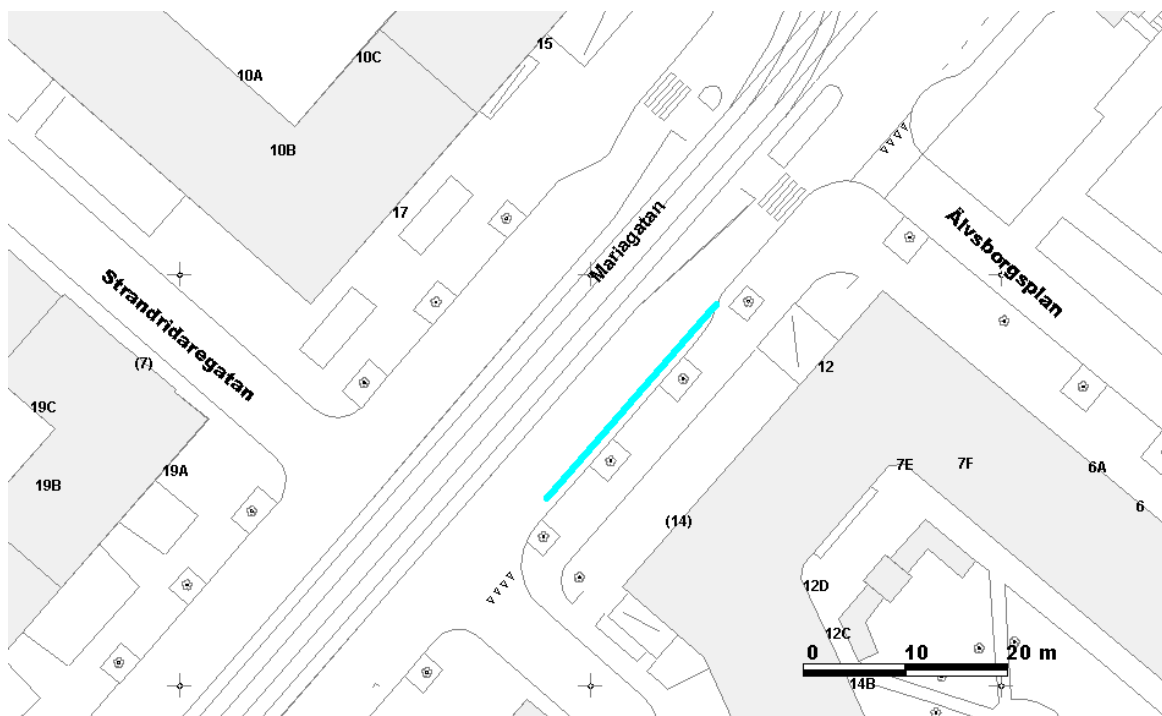 15
10C
10A
10B
17
Mariagatan
Älvsborgsplan
Strandridaregatan
(7)
12
19C
19A
19B
7E
7F
6A
6
(14)
12D
12C
0 10 20 m
14B